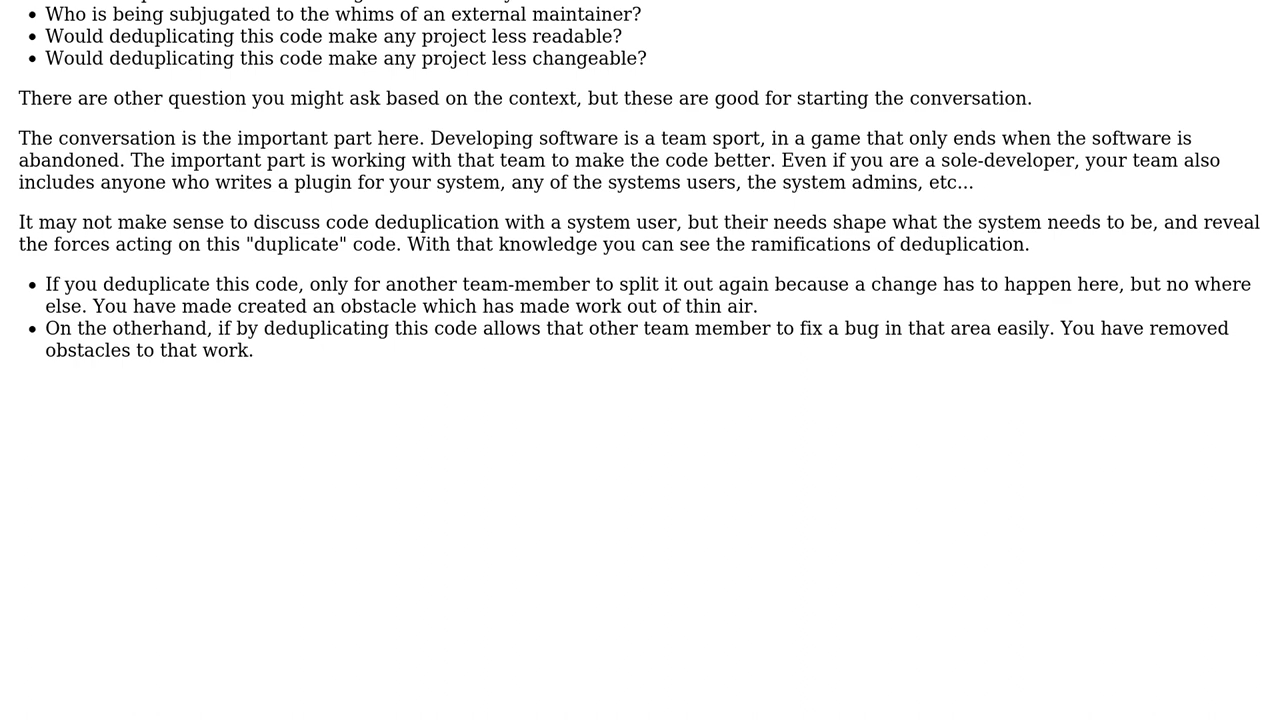 • Who is being subjugated to the whims of an external maintainer?
• Would deduplicating this code make any project less readable?
• Would deduplicating this code make any project less changeable?
There are other question you might ask based on the context, but these are good for starting the conversation.
The conversation is the important part here. Developing software is a team sport, in a game that only ends when the software is
abandoned. The important part is working with that team to make the code better. Even if you are a sole-developer, your team also
includes anyone who writes a plugin for your system, any of the systems users, the system admins, etc...
It may not make sense to discuss code deduplication with a system user, but their needs shape what the system needs to be, and reveal
the forces acting on this "duplicate" code. With that knowledge you can see the ramifications of deduplication.
• If you deduplicate this code, only for another team-member to split it out again because a change has to happen here, but no where
else. You have made created an obstacle which has made work out of thin air.
• On the otherhand, if by deduplicating this code allows that other team member to fix a bug in that area easily. You have removed
obstacles to that work.